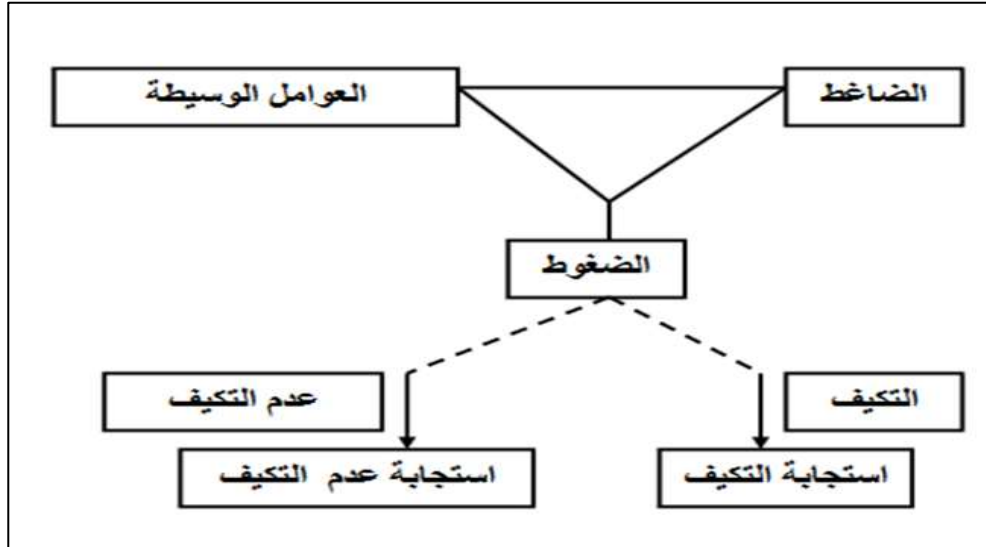 الضاغط
العوامل الوسيطة
الضغوط
التكيف
عدم التكيف
استجابة التكيف
استجابة عدم التكيف